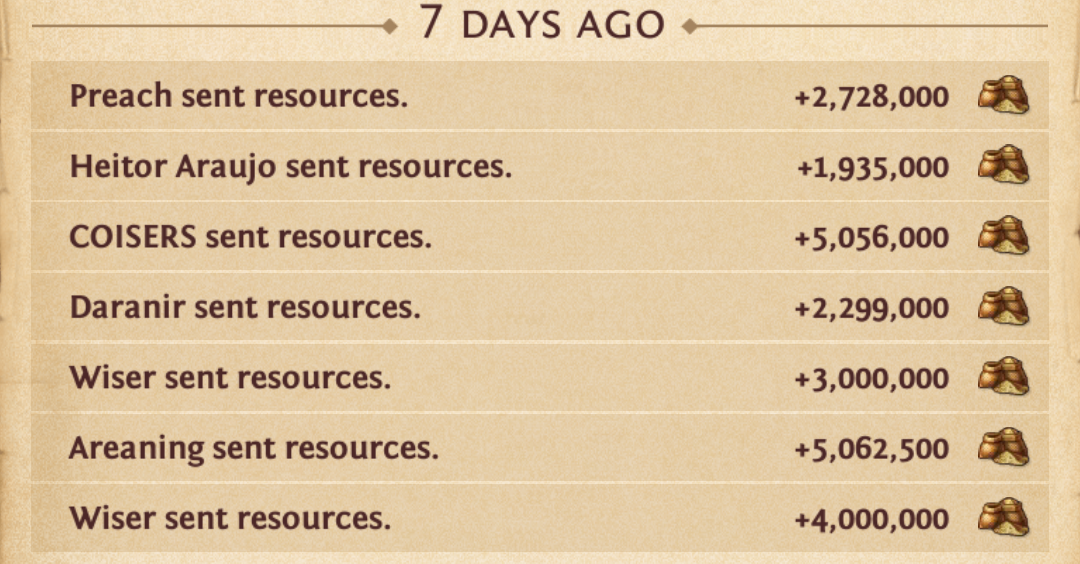 7 DAYS AGO
Preach sent resources. +2,728,000
Heitor Araujo sent resources. +1,935,000
COISERS sent resources. +5,056,000
Daranir sent resources. +2,299,000
Wiser sent resources. +3,000,000
Areaning sent resources. +5,062,500
Wiser sent resources. +4,000,000